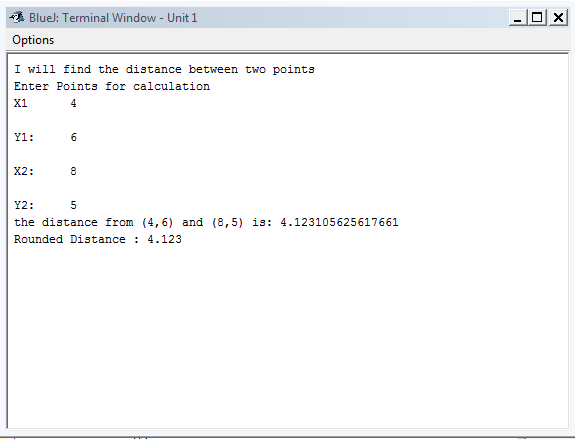 BlueJ: Terminal Window - Unit1
Options
I will find the distance between two points
Enter Points for calculation
X1 4
Y1: 6
X2: 8
Y2: 5
the distance from (4,6) and (8,5) is: 4.123105625617661
Rounded Distance : 4.123